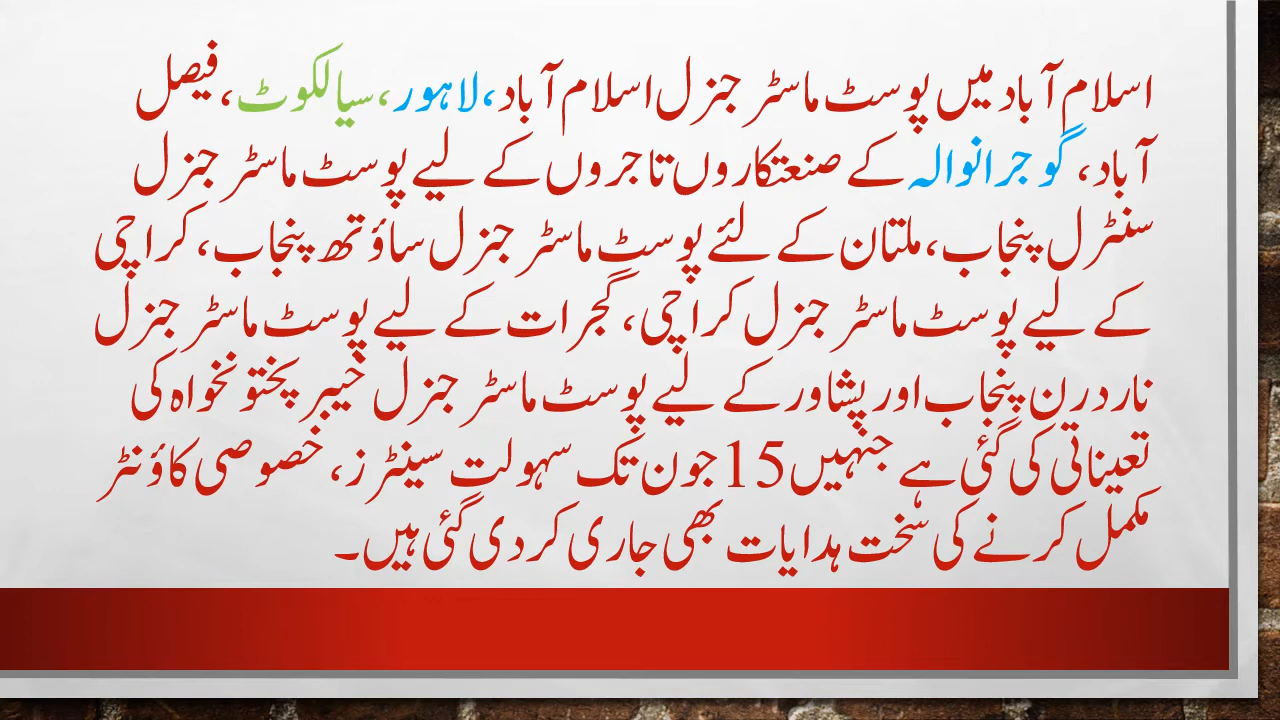 اسلام آباد میں پوسٹ ماسٹر جنرل اسلام آباد، لاہور، سیالکوٹ، فیصل
آباد، گوجرانوالہ کے صنعتکاروں تاجروں کے لیے پوسٹ ماسٹر جنرل
سنٹرل پنجاب، ملتان کے لئے پوسٹ ماسٹر جنرل ساؤتھ پنجاب، کراچی
کے لیے پوسٹ ماسٹر جنرل کراچی، گجرات کے لیے پوسٹ ماسٹر جنرل
ناردرن پنجاب اور پشاور کے لیے پوسٹ ماسٹر جنرل خیبر پختونخواہ کی
تعیناتی کی گئی ہے جنہیں 15 جون تک سہولت سینٹرز، خصوصی کاؤنٹر
مکمل کرنے کی سخت ہدایات بھی جاری کر دی گئی ہیں۔